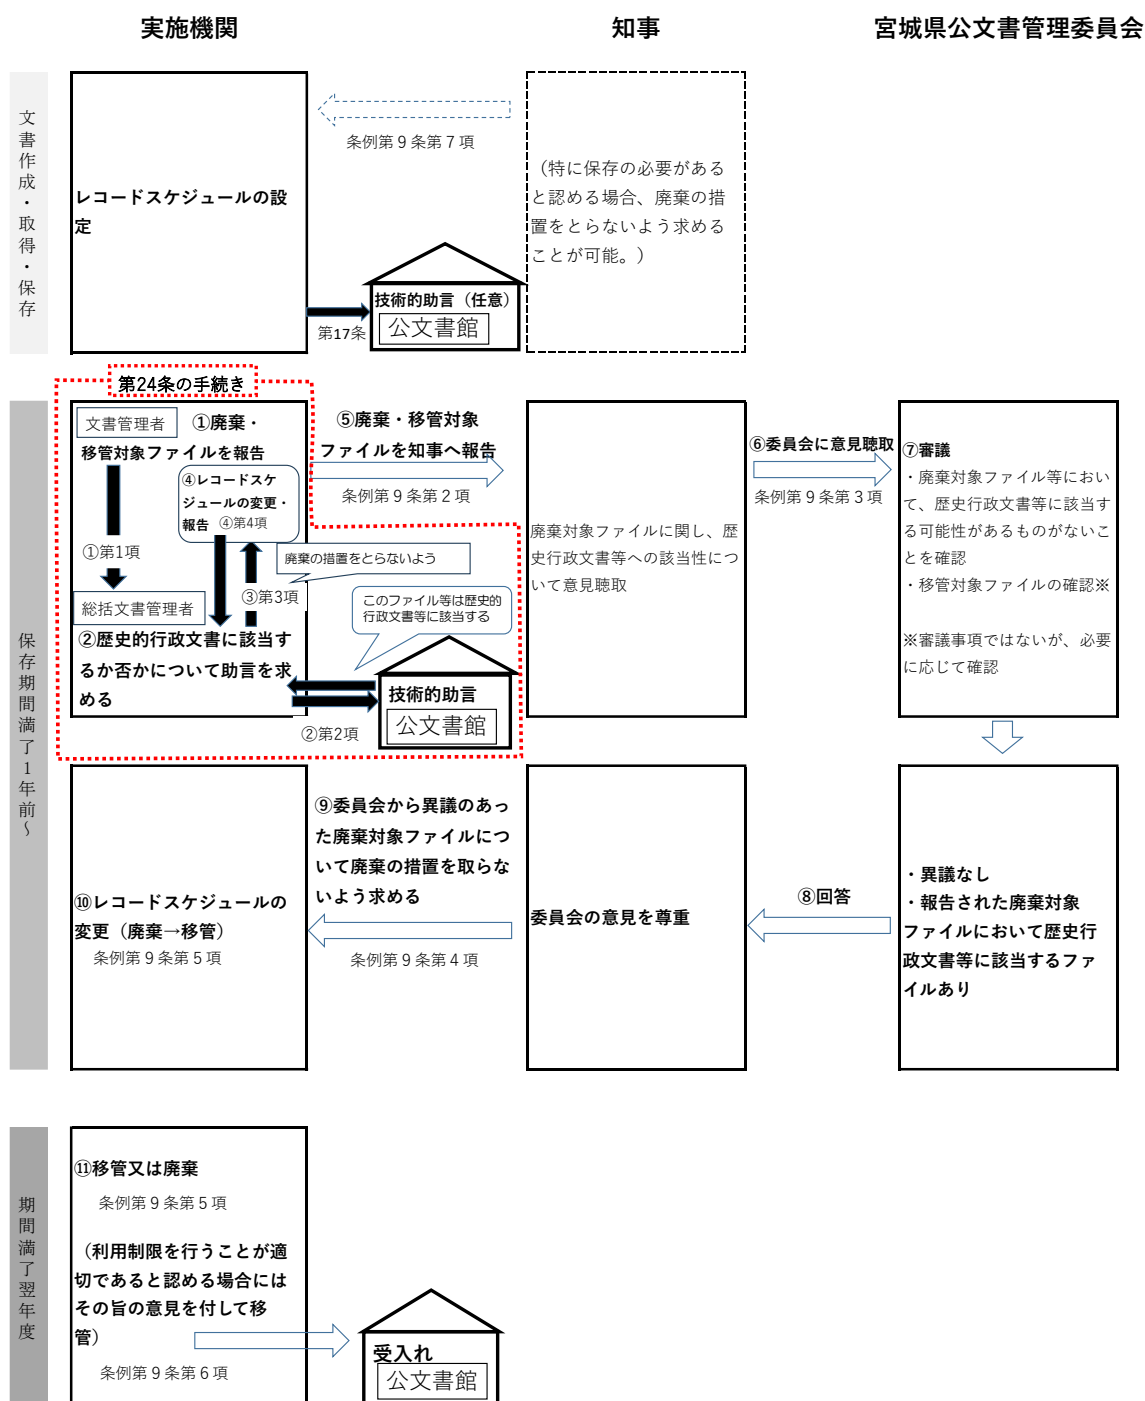 実施機関
知事
宮城県公文書管理委員会
文書作成・取得・保存
レコードスケジュールの設
定
条例第９条第７項
（特に保存の必要がある
と認める場合、廃棄の措
置をとらないよう求める
ことが可能。）
第17条
技術的助言（任意）
公文書館
保存期間満了１年前～
第24条の手続き
文書管理者
①廃棄・
移管対象ファイルを報告
④レコードスケ
ジュールの変更・
報告 ④第4項
①第1項
総括文書管理者
③第3項
廃棄の措置をとらないよう
このファイル等は歴史的
行政文書等に該当する
②歴史的行政文書に該当す
るか否かについて助言を求
める
②第2項
技術的助言
公文書館
⑤廃棄・移管対象
ファイルを知事へ報告
条例第９条第２項
廃棄対象ファイルに関し、歴
史行政文書等への該当性につ
いて意見聴取
⑥委員会に意見聴取
条例第９条第３項
⑦審議
・廃棄対象ファイル等におい
て、歴史行政文書等に該当す
る可能性があるものがないこ
とを確認
・移管対象ファイルの確認※
※審議事項ではないが、必要
に応じて確認
・異議なし
・報告された廃棄対象
ファイルにおいて歴史行
政文書等に該当するファ
イルあり
⑧回答
委員会の意見を尊重
⑨委員会から異議のあっ
た廃棄対象ファイルにつ
いて廃棄の措置を取らな
いよう求める
条例第９条第４項
⑩レコードスケジュールの
変更（廃棄→移管）
条例第９条第５項
期間満了翌年度
⑪移管又は廃棄
条例第９条第５項
（利用制限を行うことが適
切であると認める場合には
その旨の意見を付して移
管）
条例第９条第６項
受入れ
公文書館